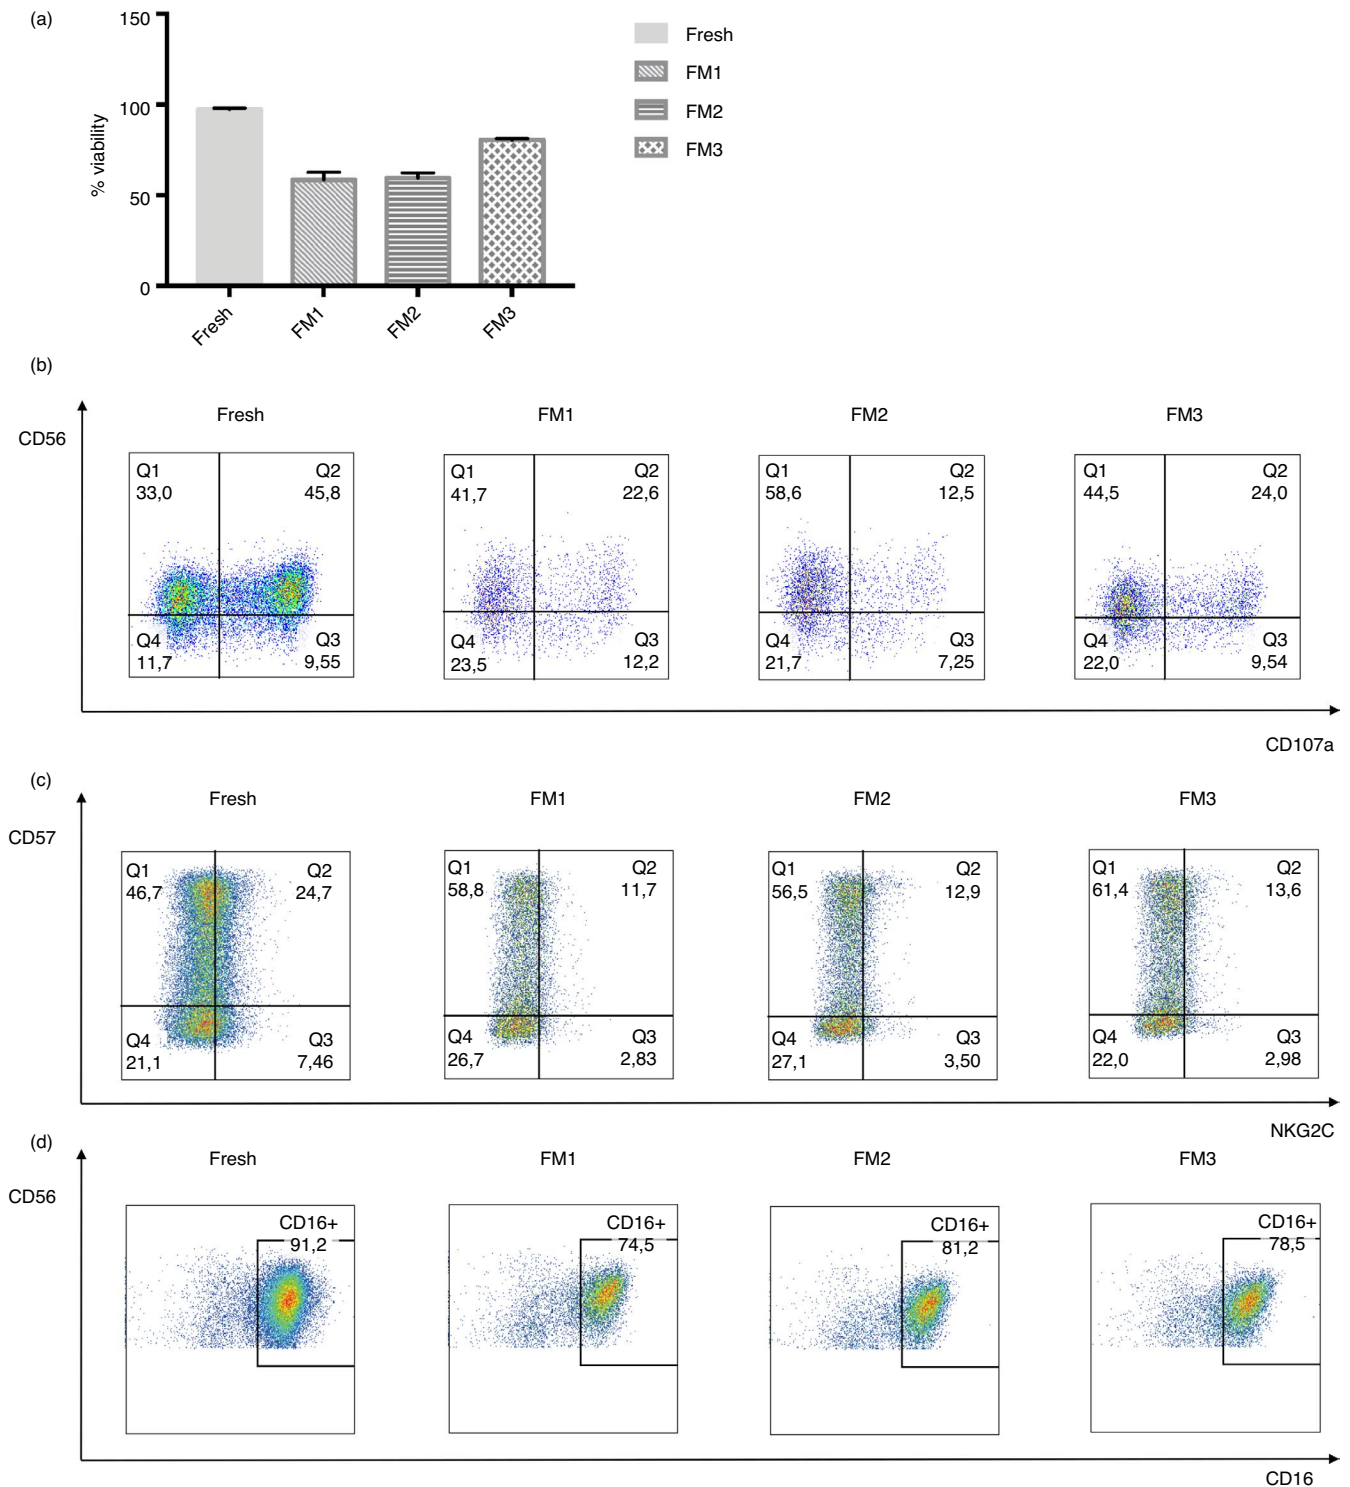 (a)
150
100
50
0
% viability
Fresh
FM1
FM2
FM3
Fresh
FM1
FM2
FM3
(b)
CD56
Fresh
FM1
FM2
FM3
Q1
33,0
Q2
45,8
Q4
11,7
Q3
9,55
Q1
41,7
Q2
22,6
Q4
23,5
Q3
12,2
Q1
58,6
Q2
12,5
Q4
21,7
Q3
7,25
Q1
44,5
Q2
24,0
Q4
22,0
Q3
9,54
CD107a
(c)
CD57
Fresh
FM1
FM2
FM3
Q1
46,7
Q2
24,7
Q4
21,1
Q3
7,46
Q1
58,8
Q2
11,7
Q4
26,7
Q3
2,83
Q1
56,5
Q2
12,9
Q4
27,1
Q3
3,50
Q1
61,4
Q2
13,6
Q4
22,0
Q3
2,98
NKG2C
(d)
CD56
Fresh
FM1
FM2
FM3
CD16+
91,2
CD16+
74,5
CD16+
81,2
CD16+
78,5
CD16